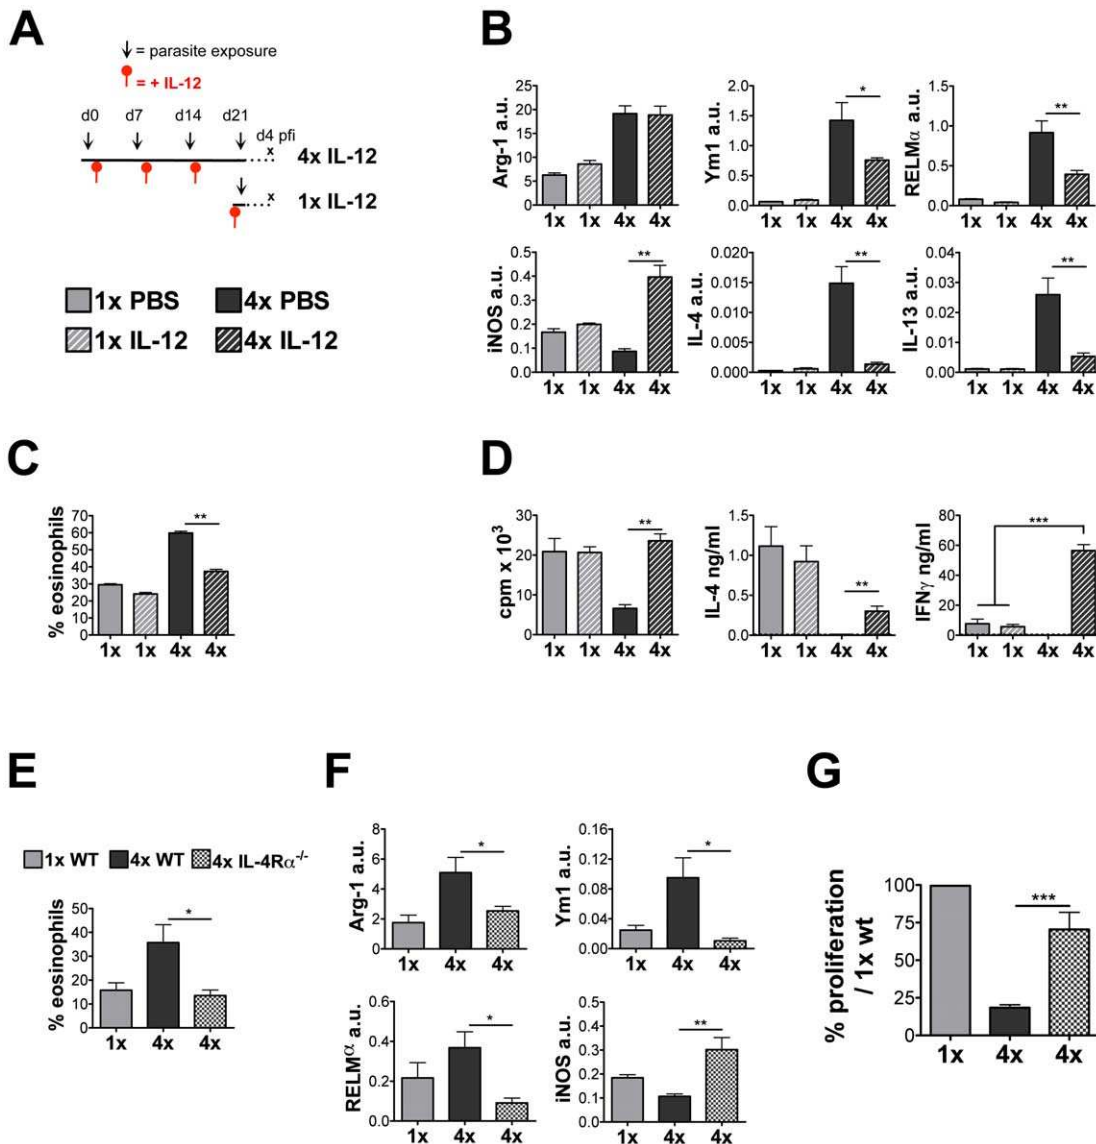 A
↓ = parasite exposure
= + IL-12
d0 d7 d14 d21
d4 pfi
x 4x IL-12
x 1x IL-12
1x PBS 4x PBS
1x IL-12 4x IL-12
B
Arg-1 a.u.
25
20
15
10
5
0
1x 1x 4x 4x
Ym1 a.u.
2.0
1.5
1.0
0.5
0.0
*
1x 1x 4x 4x
RELMα a.u.
1.5
1.0
0.5
0.0
**
1x 1x 4x 4x
iNOS a.u.
0.5
0.4
0.3
0.2
0.1
0.0
**
1x 1x 4x 4x
IL-4 a.u.
0.020
0.015
0.010
0.005
0.000
**
1x 1x 4x 4x
IL-13 a.u.
0.04
0.03
0.02
0.01
0.00
**
1x 1x 4x 4x
C
% eosinophils
80
70
60
50
40
30
20
10
0
**
1x 1x 4x 4x
D
cpm x 10³
30
20
10
0
**
1x 1x 4x 4x
IL-4 ng/ml
1.5
1.0
0.5
0.0
**
1x 1x 4x 4x
IFNγ ng/ml
80
60
40
20
0
***
1x 1x 4x 4x
E
1x WT 4x WT 4x IL-4Rα-/-
% eosinophils
50
40
30
20
10
0
*
1x 4x 4x
F
Arg-1 a.u.
8
6
4
2
0
*
1x 4x 4x
Ym1 a.u.
0.16
0.12
0.08
0.04
0.00
*
1x 4x 4x
RELMα a.u.
0.6
0.4
0.2
0.0
*
1x 4x 4x
iNOS a.u.
0.5
0.4
0.3
0.2
0.1
0.0
**
1x 4x 4x
G
% proliferation
/ 1x wt
100
75
50
25
0
***
1x 4x 4x